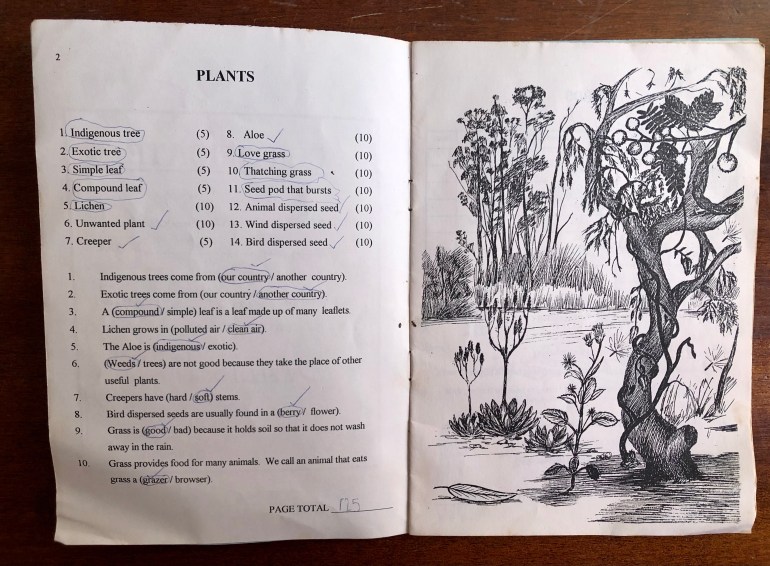 2
PLANTS
1. Indigenous tree (5) 8. Aloe (10)
2. Exotic tree (5) 9. Love grass (10)
3. Simple leaf (5) 10. Thatching grass (10)
4. Compound leaf (5) 11. Seed pod that bursts (10)
5. Lichen (10) 12. Animal dispersed seed (10)
6. Unwanted plant (10) 13. Wind dispersed seed (10)
7. Creeper (5) 14. Bird dispersed seed (10)
1. Indigenous trees come from (our country / another country).
2. Exotic trees come from (our country / another country).
3. A (compound / simple) leaf is a leaf made up of many leaflets.
4. Lichen grows in (polluted air / clean air).
5. The Aloe is (indigenous / exotic).
6. (Weeds / trees) are not good because they take the place of other
useful plants.
7. Creepers have (hard / soft) stems.
8. Bird dispersed seeds are usually found in a (berry / flower).
9. Grass is (good / bad) because it holds soil so that it does not wash
away in the rain.
10. Grass provides food for many animals. We call an animal that eats
grass a (grazer / browser).
PAGE TOTAL 125